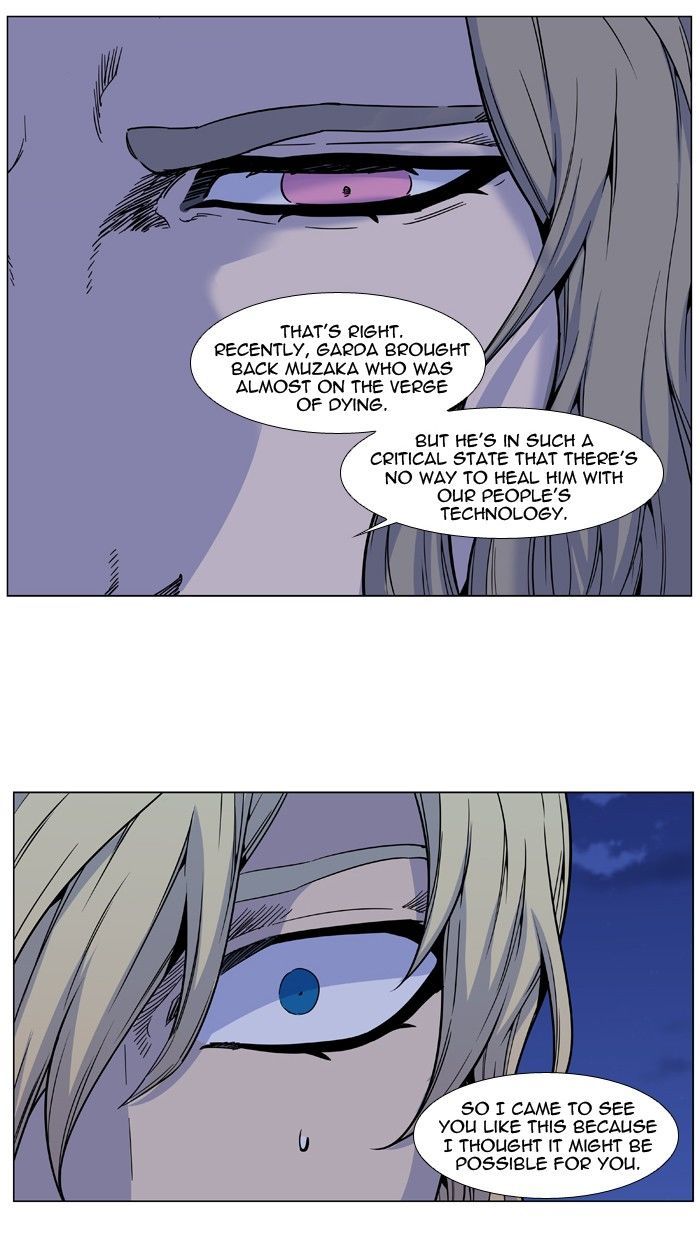 THAT'S RIGHT.
RECENTLY, GARDA BROUGHT
BACK MUZAKA WHO WAS
ALMOST ON THE VERGE
OF DYING.
BUT HE'S IN SUCH A
CRITICAL STATE THAT THERE'S
NO WAY TO HEAL HIM WITH
OUR PEOPLE'S
TECHNOLOGY.
SO I CAME TO SEE
YOU LIKE THIS BECAUSE
I THOUGHT IT MIGHT BE
POSSIBLE FOR YOU.